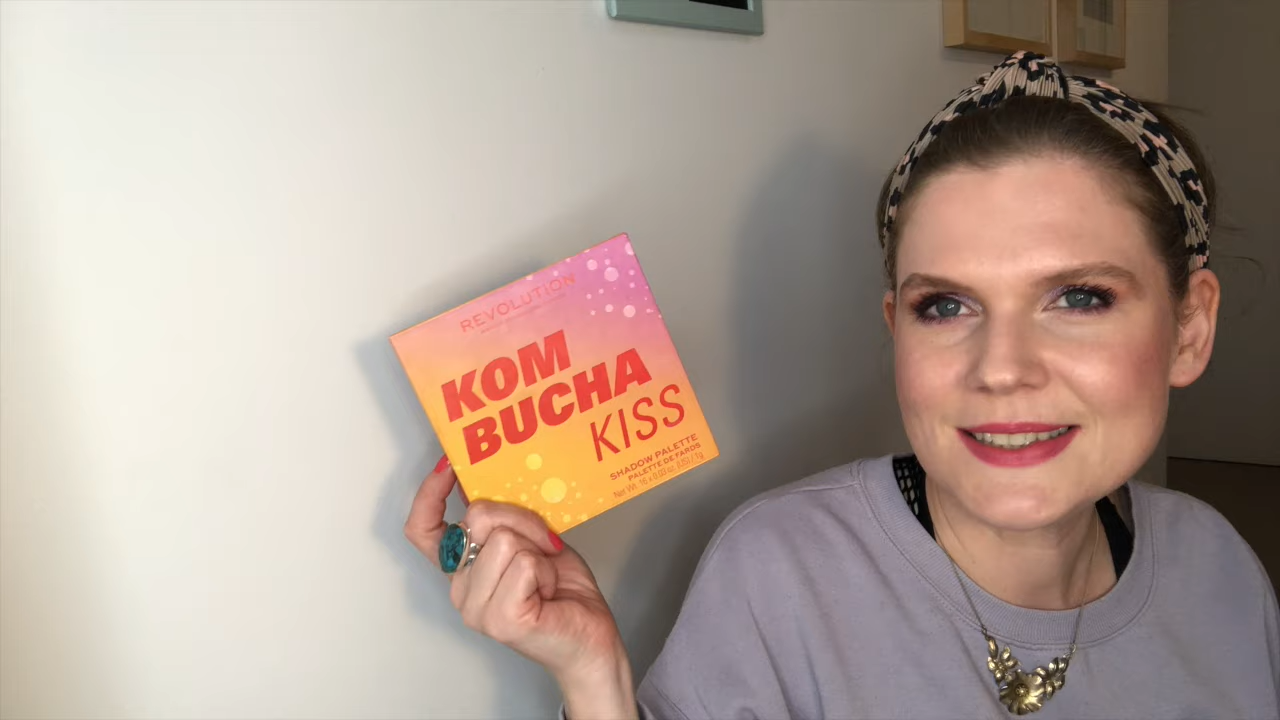 REVOLUTION
KOM
BUCHA
KISS
SHADOW PALETTE
PALETTE DE FARDS